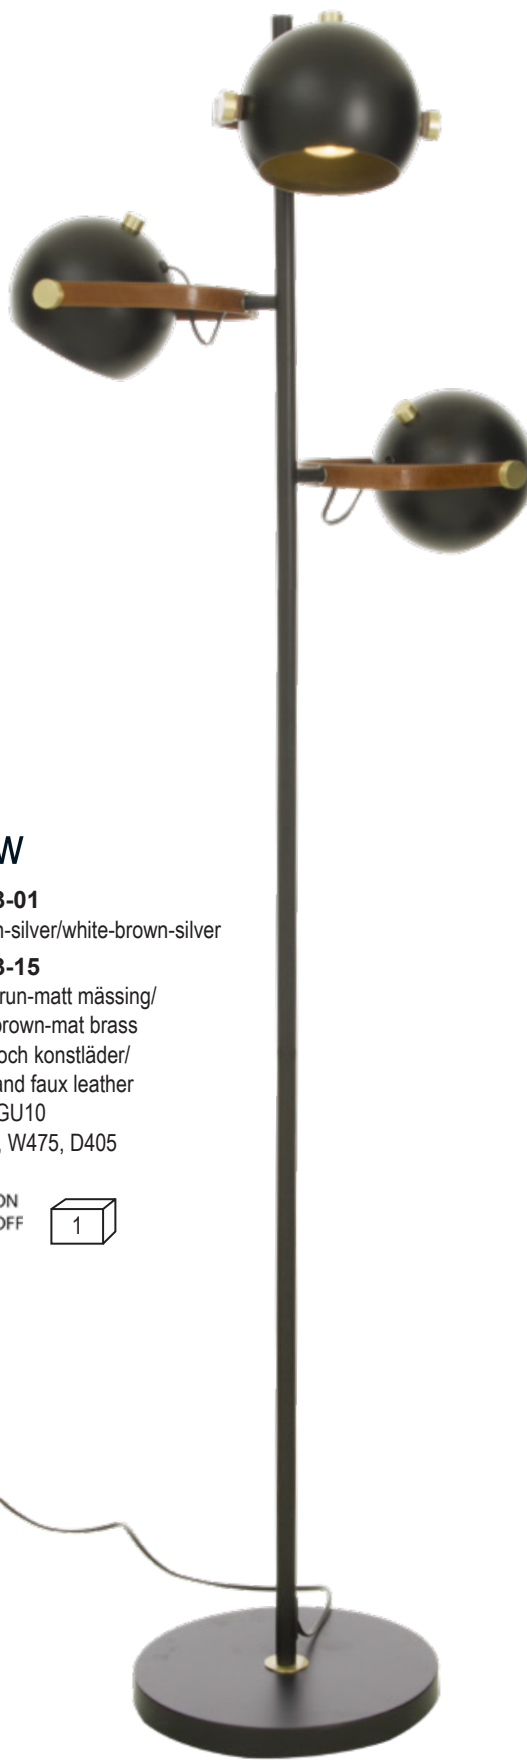 W
3-01
n-silver/white-brown-silver
3-15
run-matt mässing/
brown-mat brass
och konstläder/
and faux leather
GU10
, W475, D405
ON
OFF
1